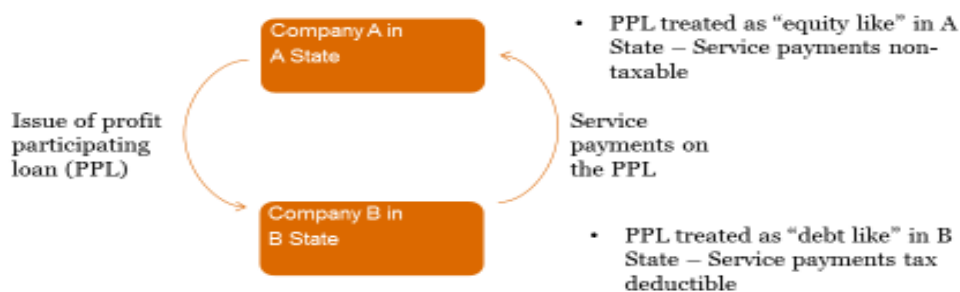 Company A in
A State
• PPL treated as “equity like” in A
State – Service payments non-
taxable
Issue of profit
participating
loan (PPL)
Service
payments on
the PPL
Company B in
B State
• PPL treated as “debt like” in B
State – Service payments tax
deductible